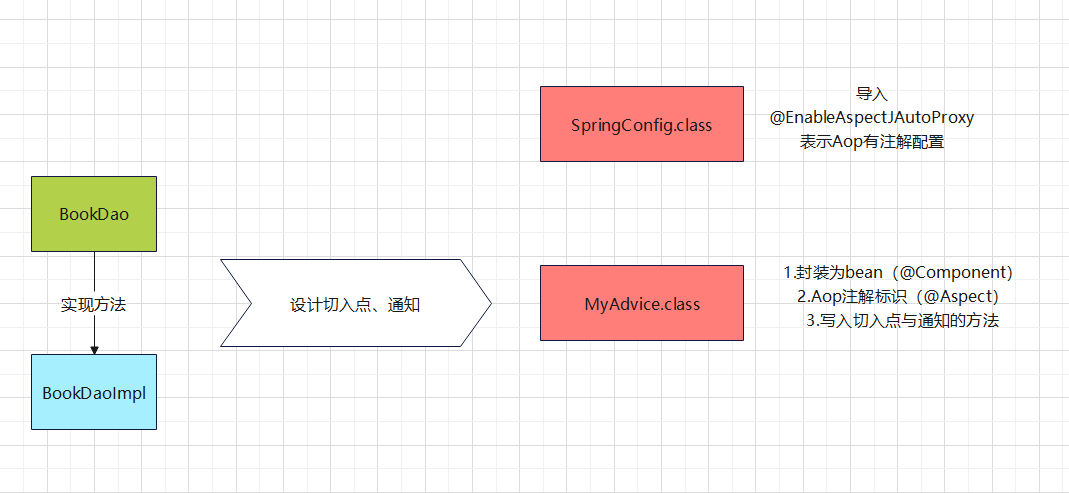 BookDao
实现方法
BookDaoImpl
设计切入点、通知
SpringConfig.class
导入
@EnableAspectJAutoProxy
表示Aop有注解配置
MyAdvice.class
1.封装为bean（@Component）
2.Aop注解标识（@Aspect）
3.写入切入点与通知的方法